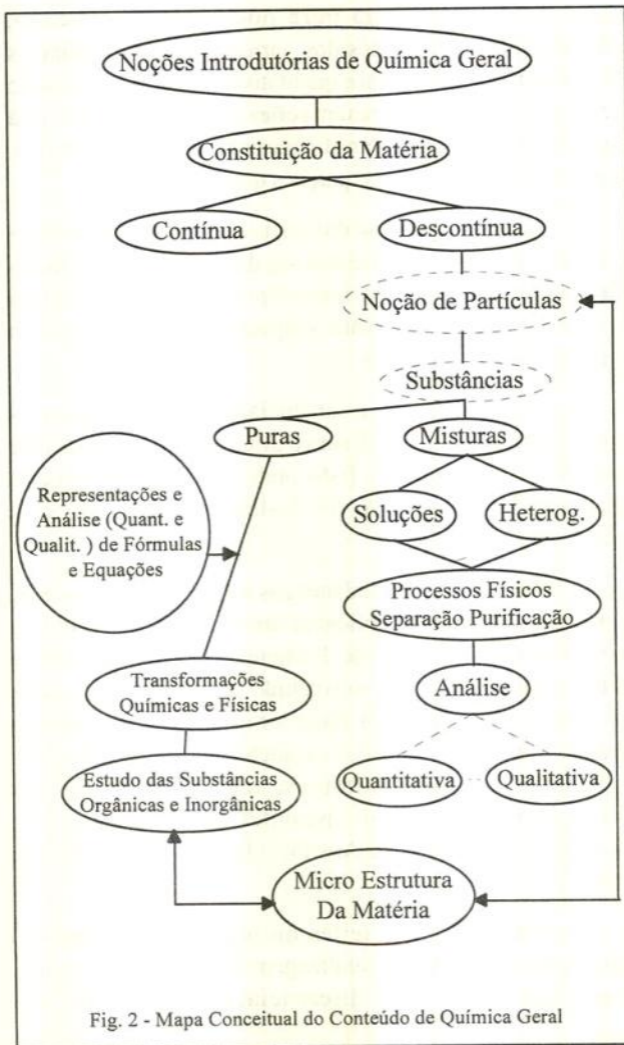 Noções Introdutórias de Química Geral
Constituição da Matéria
Contínua
Descontínua
Noção de Partículas
Substâncias
Puras
Misturas
Representações e
Análise (Quant. e
Qualit. ) de Fórmulas
e Equações
Soluções
Heterog.
Processos Físicos
Separação Purificação
Transformações
Químicas e Físicas
Análise
Estudo das Substâncias
Orgânicas e Inorgânicas
Quantitativa
Qualitativa
Micro Estrutura
Da Matéria
Fig. 2 - Mapa Conceitual do Conteúdo de Química Geral